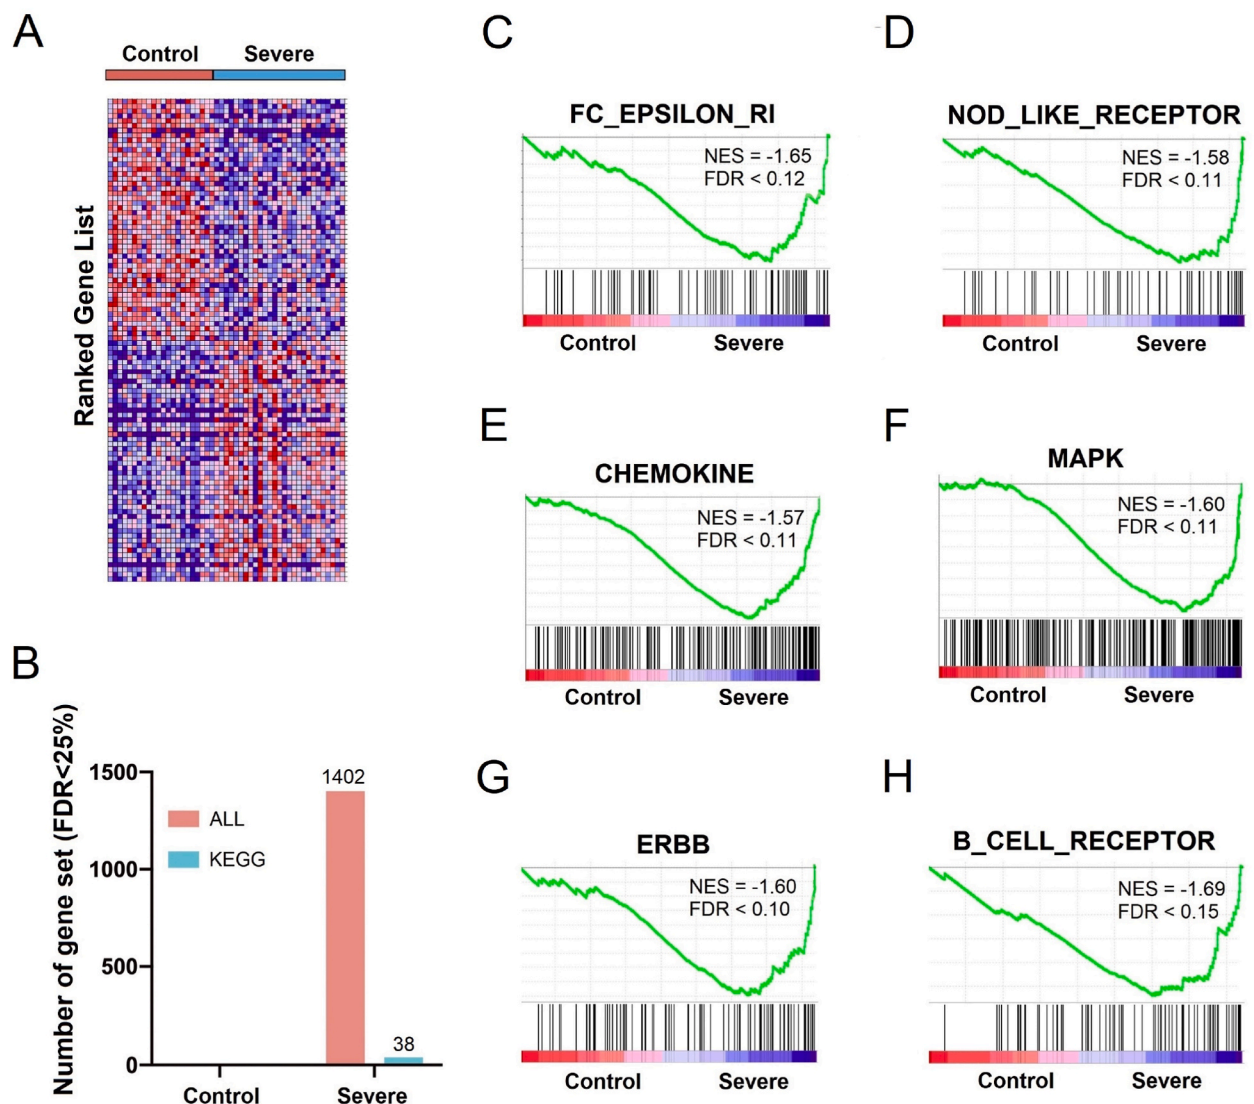 A
Control Severe
Ranked Gene List
B
Number of gene set (FDR<25%)
1500
1000
500
0
1402
38
ALL
KEGG
Control Severe
C
FC_EPSILON_RI
NES = -1.65
FDR < 0.12
Control Severe
D
NOD_LIKE_RECEPTOR
NES = -1.58
FDR < 0.11
Control Severe
E
CHEMOKINE
NES = -1.57
FDR < 0.11
Control Severe
F
MAPK
NES = -1.60
FDR < 0.11
Control Severe
G
ERBB
NES = -1.60
FDR < 0.10
Control Severe
H
B_CELL_RECEPTOR
NES = -1.69
FDR < 0.15
Control Severe